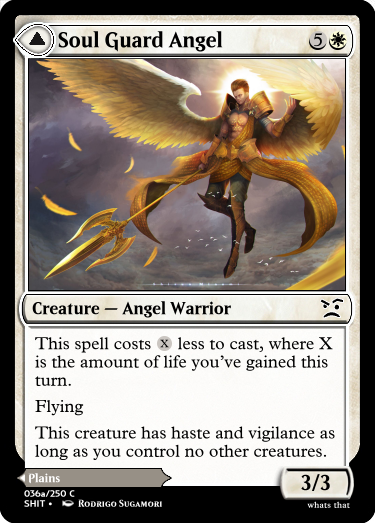 Soul Guard Angel 5
Creature — Angel Warrior
This spell costs X less to cast, where X
is the amount of life you've gained this
turn.
Flying
This creature has haste and vigilance as
long as you control no other creatures.
Plains
3/3
036a/250 C
SHIT • Rodrigo Sugamori
whats that